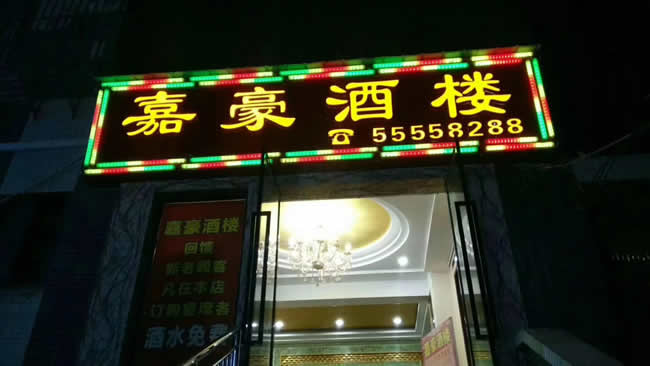 嘉豪酒楼
☎ 55558288
嘉豪酒楼
回馈
新老顾客
凡在本店
订购宴席者
酒水免费